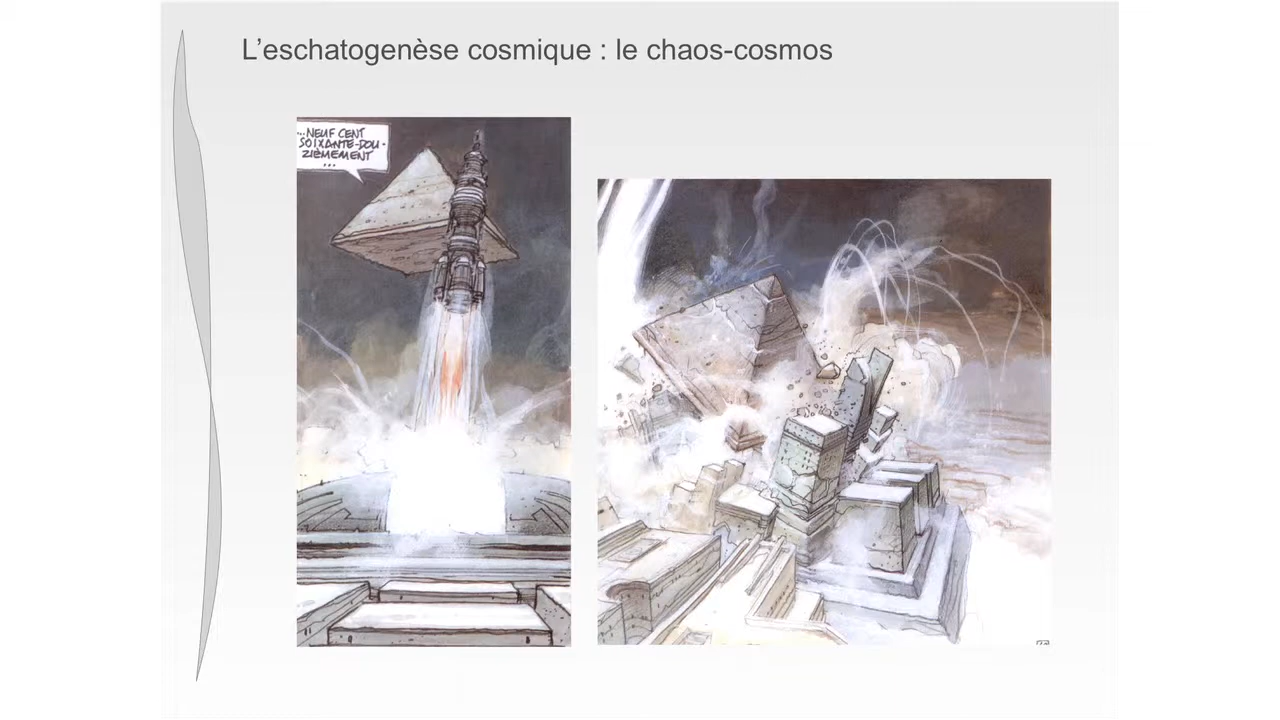 L’eschatogenèse cosmique : le chaos-cosmos
...NEUF CENT
SOIXANTE-DOU-
ZIÈMEMENT
...